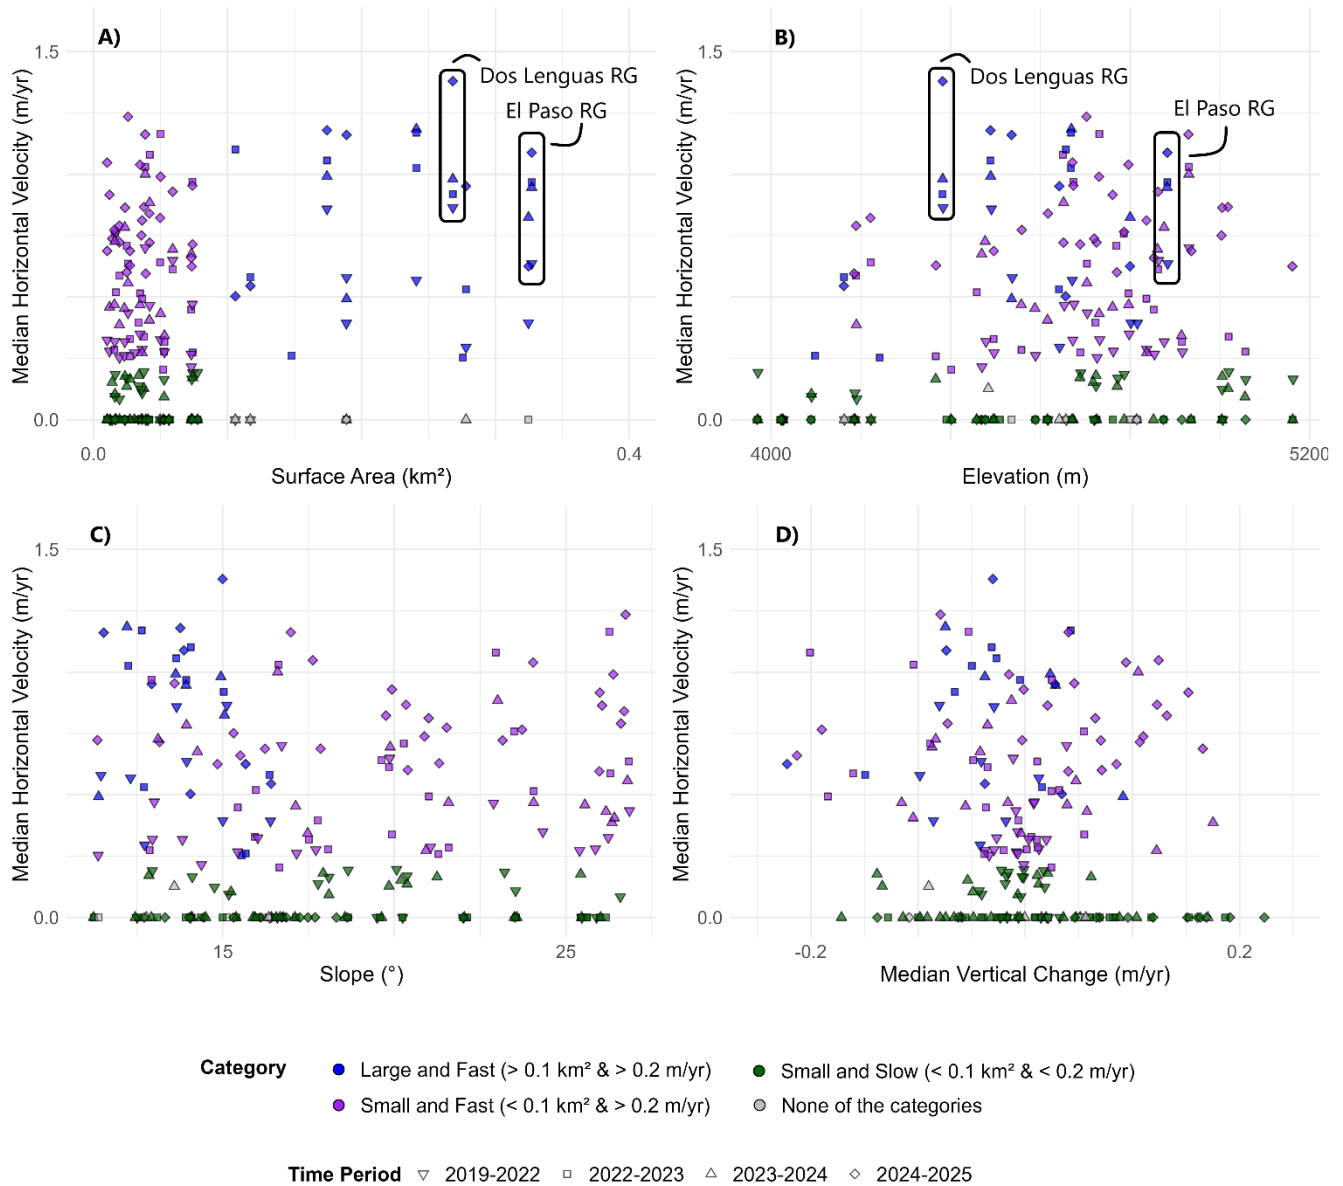 A)
1.5
Dos Lenguas RG
El Paso RG
Median Horizontal Velocity (m/yr)
0.0
0.0
0.4
Surface Area (km²)
B)
1.5
Dos Lenguas RG
El Paso RG
Median Horizontal Velocity (m/yr)
0.0
4000
5200
Elevation (m)
C)
1.5
Median Horizontal Velocity (m/yr)
0.0
15
25
Slope (°)
D)
1.5
Median Horizontal Velocity (m/yr)
0.0
-0.2
0.2
Median Vertical Change (m/yr)
Category
Large and Fast (> 0.1 km² & > 0.2 m/yr)
Small and Slow (< 0.1 km² & < 0.2 m/yr)
Small and Fast (< 0.1 km² & > 0.2 m/yr)
None of the categories
Time Period
2019-2022
2022-2023
2023-2024
2024-2025